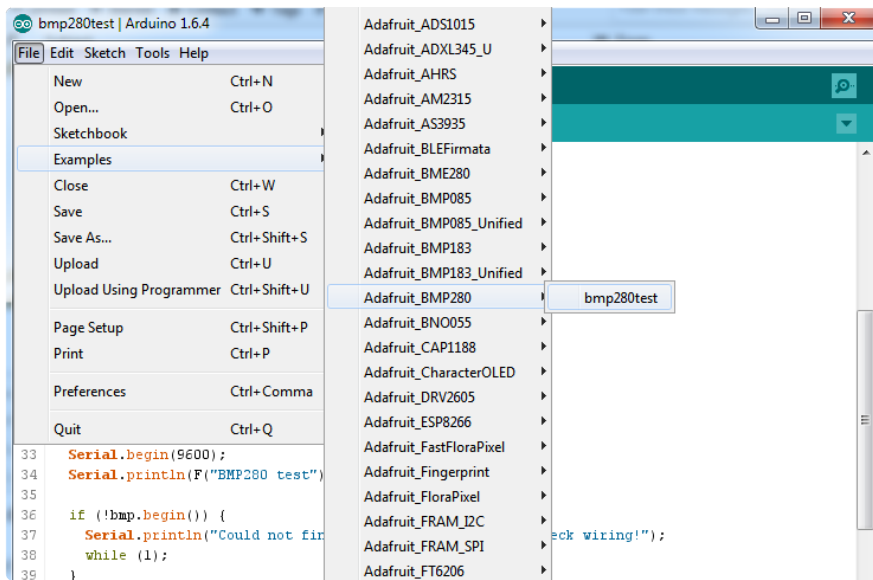 bmp280test | Arduino 1.6.4
File Edit Sketch Tools Help
New Ctrl+N
Open... Ctrl+O
Sketchbook
Examples
Close Ctrl+W
Save Ctrl+S
Save As... Ctrl+Shift+S
Upload Ctrl+U
Upload Using Programmer Ctrl+Shift+U
Page Setup Ctrl+Shift+P
Print Ctrl+P
Preferences Ctrl+Comma
Quit Ctrl+Q
Adafruit_ADS1015
Adafruit_ADXL345_U
Adafruit_AHRS
Adafruit_AM2315
Adafruit_AS3935
Adafruit_BLEFirmata
Adafruit_BME280
Adafruit_BMP085
Adafruit_BMP085_Unified
Adafruit_BMP183
Adafruit_BMP183_Unified
Adafruit_BMP280
Adafruit_BNO055
Adafruit_CAP1188
Adafruit_CharacterOLED
Adafruit_DRV2605
Adafruit_ESP8266
Adafruit_FastFloraPixel
Adafruit_Fingerprint
Adafruit_FloraPixel
Adafruit_FRAM_I2C
Adafruit_FRAM_SPI
Adafruit_FT6206
bmp280test
33 Serial.begin(9600);
34 Serial.println(F("BMP280 test")
35
36 if (!bmp.begin()) {
37 Serial.println("Could not fin eck wiring!");
38 while (1);
39 }